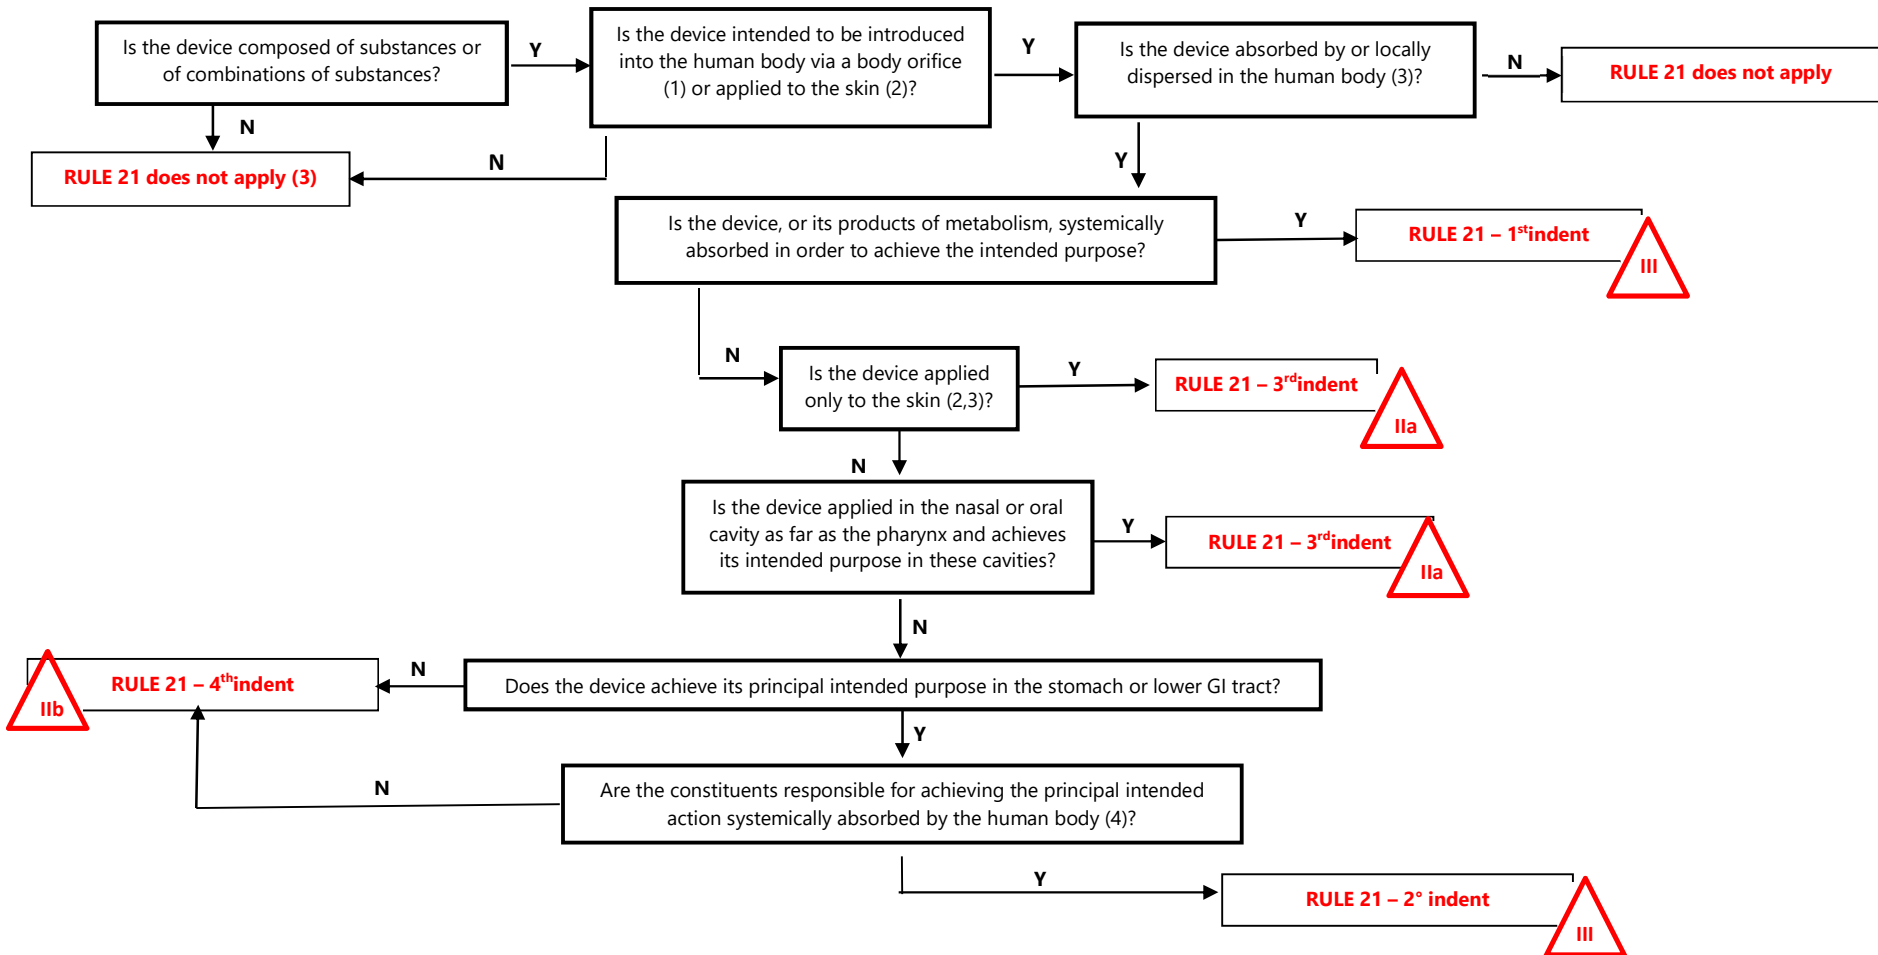 Is the device composed of substances or
of combinations of substances?
Y
Is the device intended to be introduced
into the human body via a body orifice
(1) or applied to the skin (2)?
Y
Is the device absorbed by or locally
dispersed in the human body (3)?
N
RULE 21 does not apply
N
RULE 21 does not apply (3)
N
Y
Is the device, or its products of metabolism, systemically
absorbed in order to achieve the intended purpose?
Y
RULE 21 – 1st indent
III
N
Is the device applied
only to the skin (2,3)?
Y
RULE 21 – 3rd indent
IIa
N
Is the device applied in the nasal or oral
cavity as far as the pharynx and achieves
its intended purpose in these cavities?
Y
RULE 21 – 3rd indent
IIa
N
Does the device achieve its principal intended purpose in the stomach or lower GI tract?
N
RULE 21 – 4th indent
IIb
Y
Are the constituents responsible for achieving the principal intended
action systemically absorbed by the human body (4)?
N
Y
RULE 21 – 2° indent
III